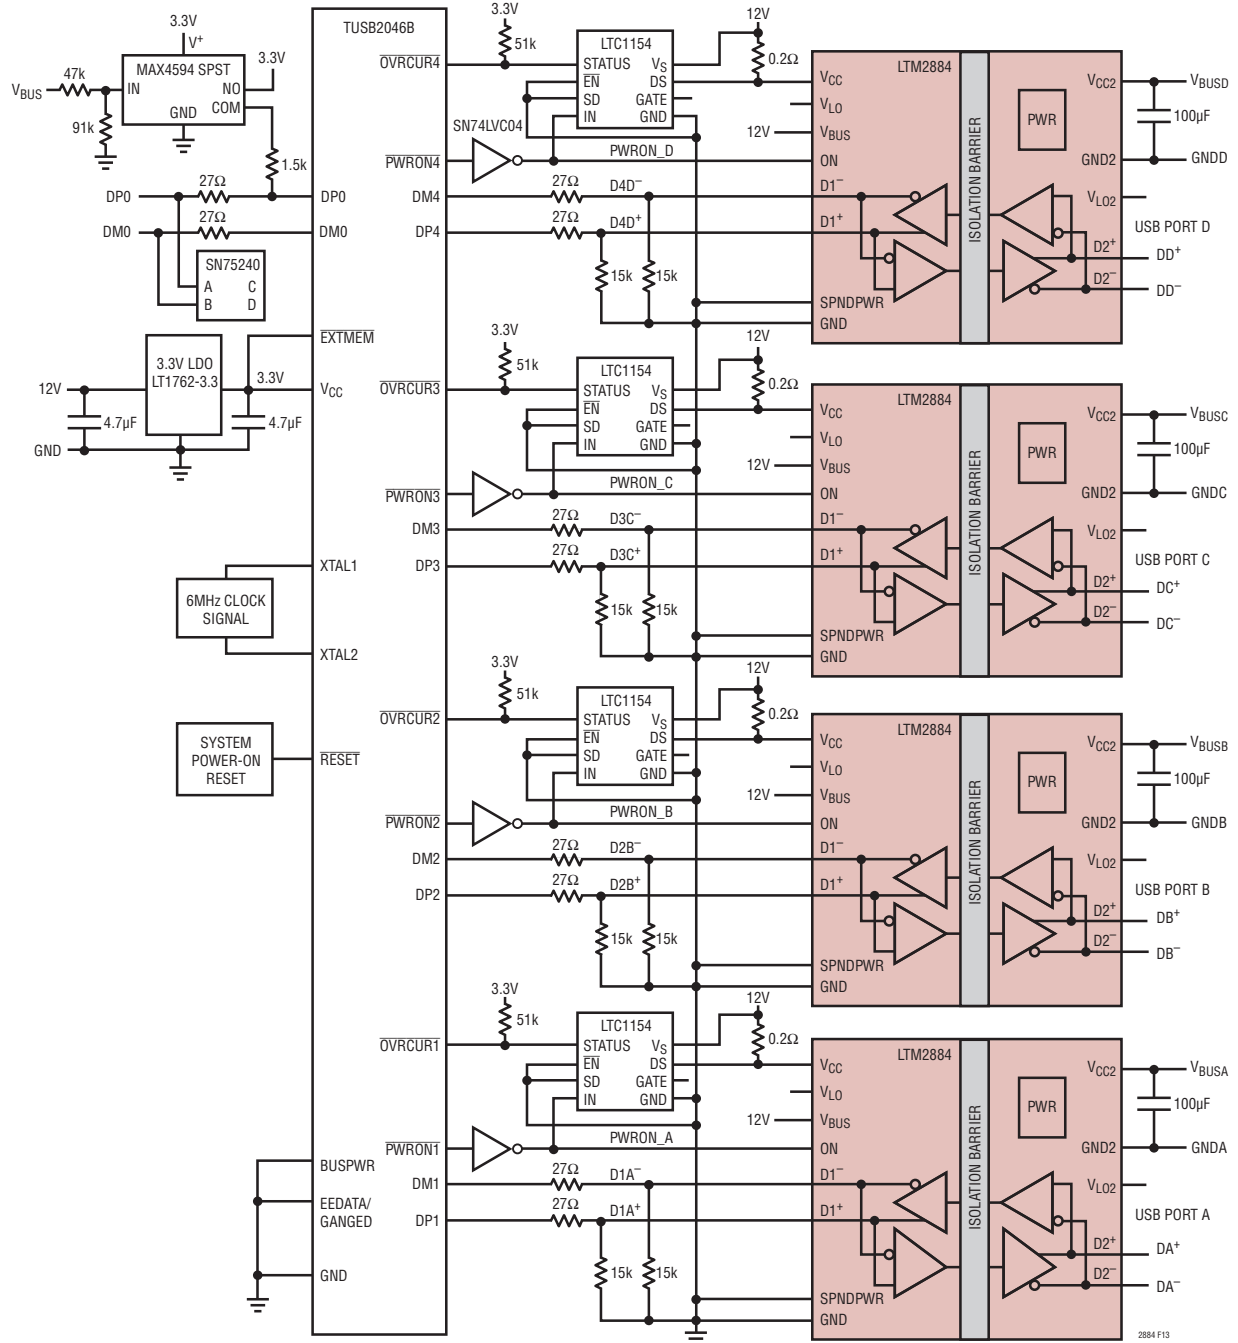 TUSB2046B
3.3V
V+
MAX4594 SPST
3.3V
47k
VBUS
IN
NO
COM
GND
91k
1.5k
DP0
27Ω
DP0
DM0
27Ω
DM0
SN75240
A C
B D
EXTMEM
3.3V LDO
LT1762-3.3
12V
3.3V
VCC
4.7µF
4.7µF
GND
XTAL1
6MHz CLOCK
SIGNAL
XTAL2
SYSTEM
POWER-ON
RESET
RESET
BUSPWR
EEDATA/
GANGED
GND
3.3V
51k
OVRCUR4
LTC1154
STATUS VS
EN DS
SD GATE
IN GND
12V
0.2Ω
SN74LVC04
PWRON4
PWRON_D
DM4
27Ω
D4D−
DP4
27Ω
D4D+
15k
15k
12V
LTM2884
VCC
VLO
VBUS
ON
D1−
D1+
SPNDPWR
GND
ISOLATION BARRIER
PWR
VCC2
GND2
VLO2
D2+
D2−
VBUSD
100µF
GNDD
USB PORT D
DD+
DD−
3.3V
51k
OVRCUR3
LTC1154
STATUS VS
EN DS
SD GATE
IN GND
12V
0.2Ω
PWRON3
PWRON_C
DM3
27Ω
D3C−
DP3
27Ω
D3C+
15k
15k
12V
LTM2884
VCC
VLO
VBUS
ON
D1−
D1+
SPNDPWR
GND
ISOLATION BARRIER
PWR
VCC2
GND2
VLO2
D2+
D2−
VBUSC
100µF
GNDC
USB PORT C
DC+
DC−
3.3V
51k
OVRCUR2
LTC1154
STATUS VS
EN DS
SD GATE
IN GND
12V
0.2Ω
PWRON2
PWRON_B
DM2
27Ω
D2B−
DP2
27Ω
D2B+
15k
15k
12V
LTM2884
VCC
VLO
VBUS
ON
D1−
D1+
SPNDPWR
GND
ISOLATION BARRIER
PWR
VCC2
GND2
VLO2
D2+
D2−
VBUSB
100µF
GNDB
USB PORT B
DB+
DB−
3.3V
51k
OVRCUR1
LTC1154
STATUS VS
EN DS
SD GATE
IN GND
12V
0.2Ω
PWRON1
PWRON_A
DM1
27Ω
D1A−
DP1
27Ω
D1A+
15k
15k
12V
LTM2884
VCC
VLO
VBUS
ON
D1−
D1+
SPNDPWR
GND
ISOLATION BARRIER
PWR
VCC2
GND2
VLO2
D2+
D2−
VBUSA
100µF
GNDA
USB PORT A
DA+
DA−
2884 F13